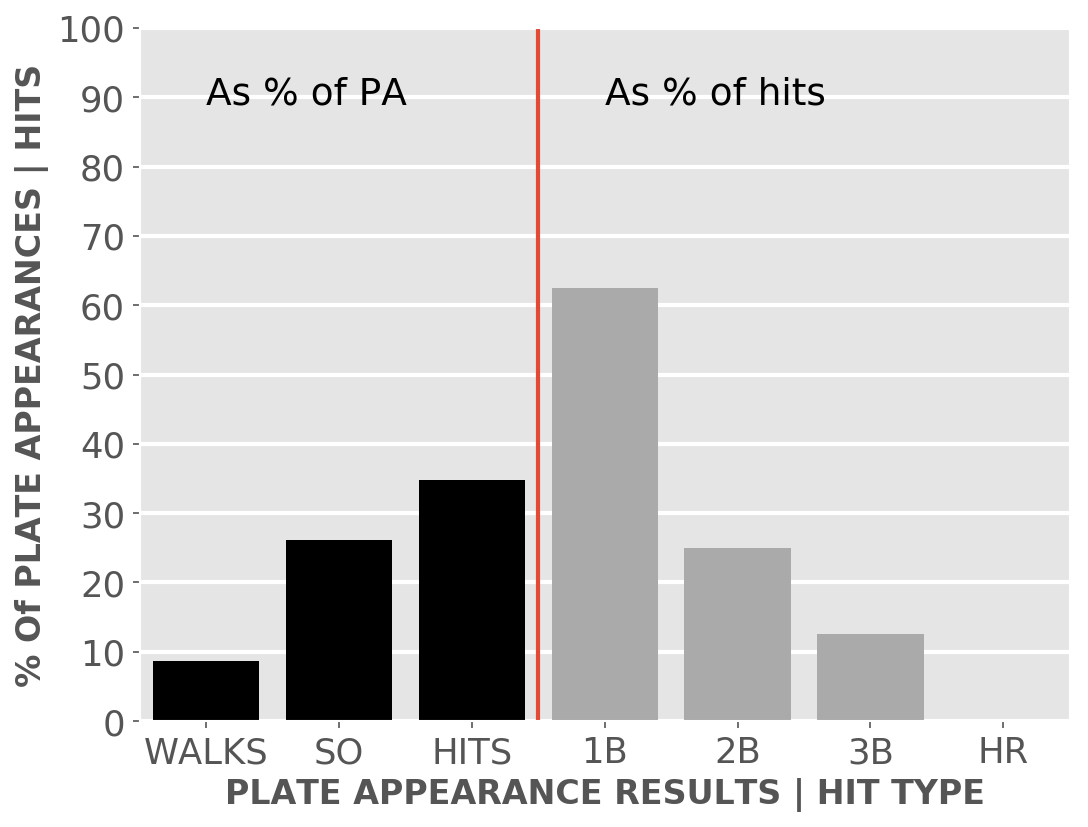 % Of PLATE APPEARANCES | HITS
100
90
80
70
60
50
40
30
20
10
0
As % of PA
As % of hits
WALKS SO HITS 1B 2B 3B HR
PLATE APPEARANCE RESULTS | HIT TYPE